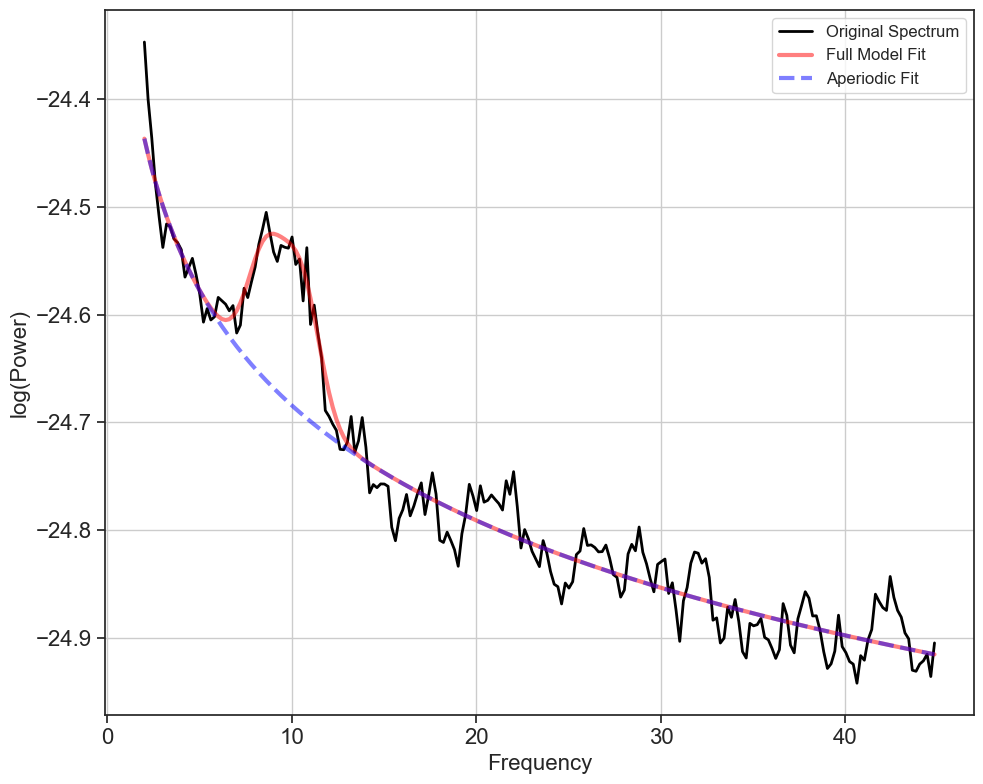 Original Spectrum
Full Model Fit
Aperiodic Fit
−24.4
−24.5
−24.6
−24.7
−24.8
−24.9
log(Power)
0 10 20 30 40
Frequency